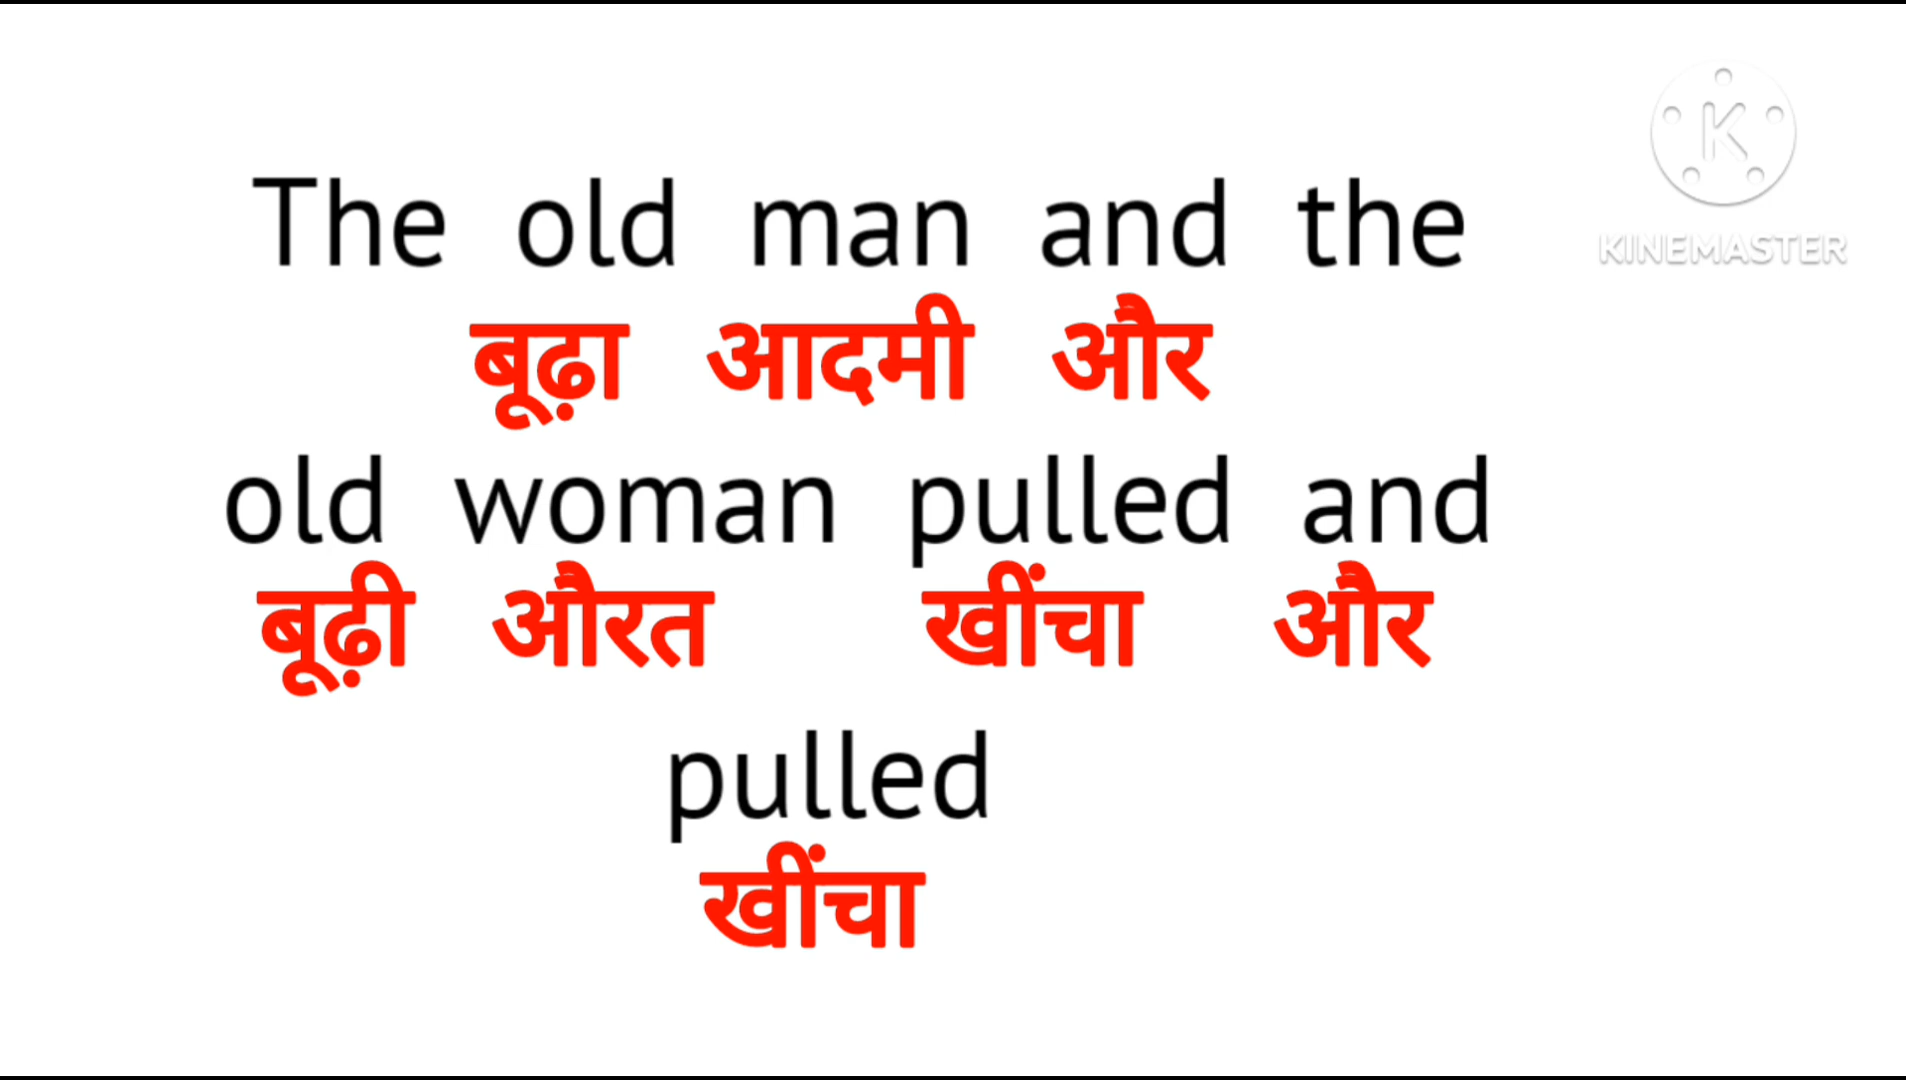 The old man and the
बूढ़ा आदमी और
old woman pulled and
बूढ़ी औरत खींचा और
pulled
खींचा
K
KINEMASTER